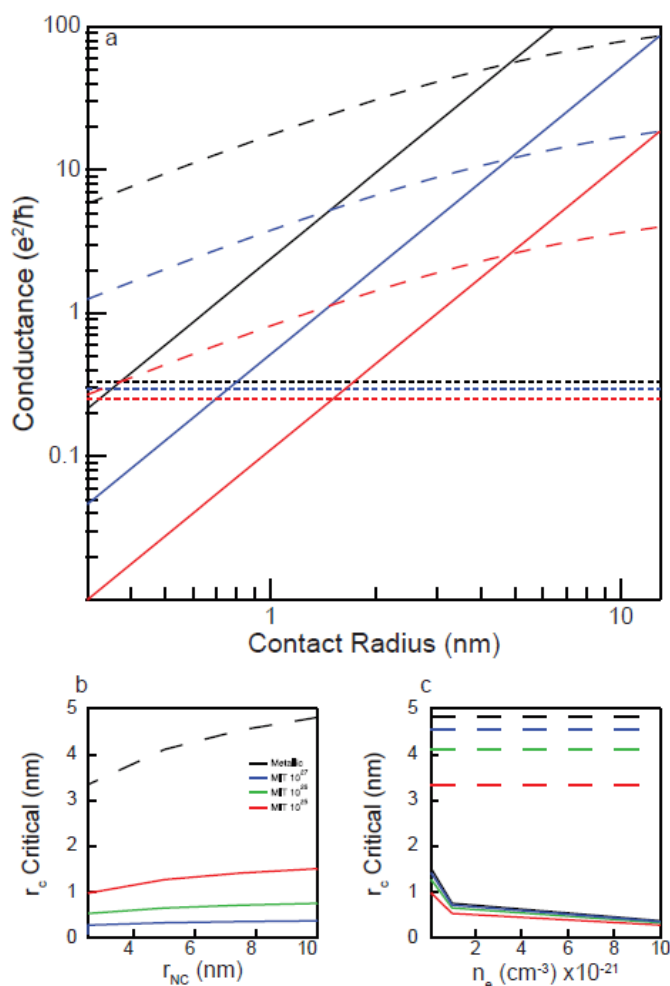 a
100
10
1
0.1
Conductance (e²/ħ)
1
10
Contact Radius (nm)
b
5
4
3
2
1
0
r_c Critical (nm)
Metallic
MIT 10²⁷
MIT 10²⁶
MIT 10²⁵
4
6
8
10
r_NC (nm)
c
5
4
3
2
1
0
r_c Critical (nm)
2
4
6
8
10
n_e (cm⁻³) x10⁻²¹